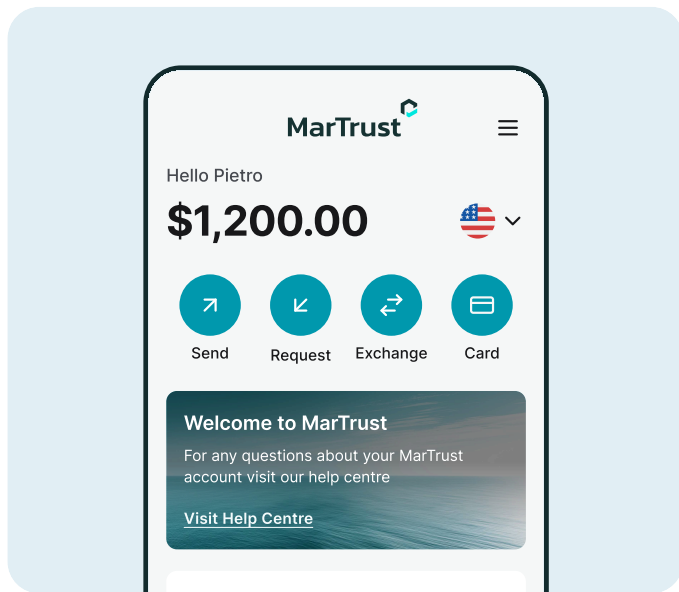 MarTrust
Hello Pietro
$1,200.00
Send
Request
Exchange
Card
Welcome to MarTrust
For any questions about your MarTrust
account visit our help centre
Visit Help Centre